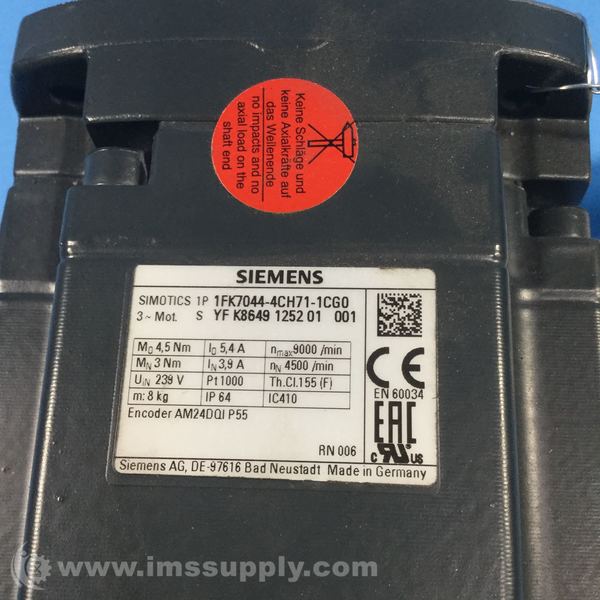 Keine Schläge und
keine Axialkräfte auf
das Wellenende
no impacts and no
axial load on the
shaft end
SIEMENS
SIMOTICS 1P 1FK7044-4CH71-1CG0
3~ Mot. S YF K8649 1252 01 001
M0 4,5 Nm I0 5,4 A nmax 9000 /min
MN 3 Nm IN 3,9 A nN 4500 /min
UIN 239 V Pt1000 Th.Cl.155 (F)
m: 8 kg IP 64 IC410
Encoder AM24DQI P55
CE
EN 60034
EAC
c RU US
RN 006
Siemens AG, DE-97616 Bad Neustadt Made in Germany
www.imssupply.com